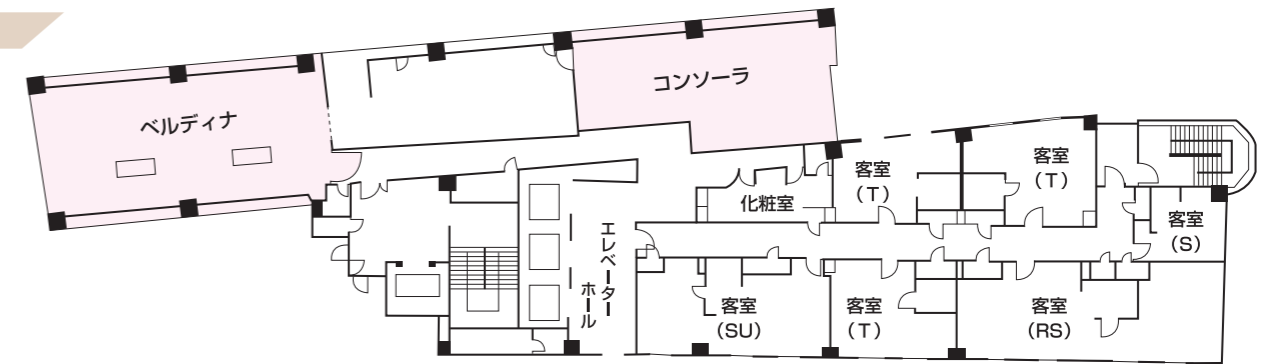 コンソーラ
ベルディナ
客室
(T)
客室
(T)
化粧室
客室
(S)
エレベーター
ホール
客室
(SU)
客室
(T)
客室
(RS)